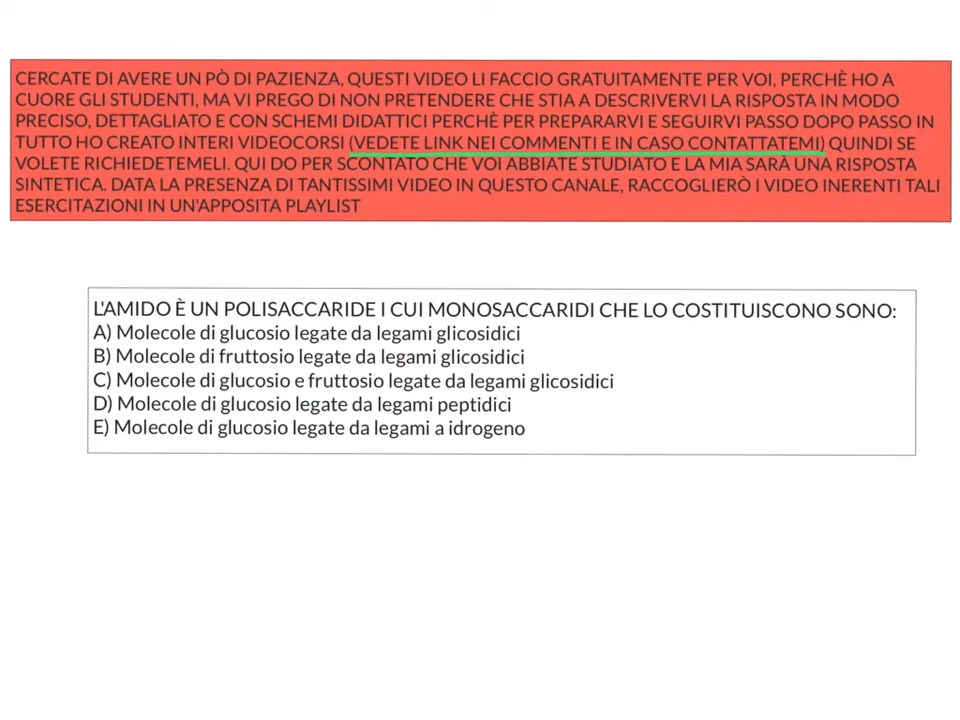 CERCATE DI AVERE UN PÒ DI PAZIENZA, QUESTI VIDEO LI FACCIO GRATUITAMENTE PER VOI, PERCHÈ HO A
CUORE GLI STUDENTI, MA VI PREGO DI NON PRETENDERE CHE STIA A DESCRIVERVI LA RISPOSTA IN MODO
PRECISO, DETTAGLIATO E CON SCHEMI DIDATTICI PERCHÈ PER PREPARARVI E SEGUIRVI PASSO DOPO PASSO IN
TUTTO HO CREATO INTERI VIDEOCORSI (VEDETE LINK NEI COMMENTI E IN CASO CONTATTATEMI) QUINDI SE
VOLETE RICHIEDETEMELI. QUI DO PER SCONTATO CHE VOI ABBIATE STUDIATO E LA MIA SARÀ UNA RISPOSTA
SINTETICA. DATA LA PRESENZA DI TANTISSIMI VIDEO IN QUESTO CANALE, RACCOGLIERÒ I VIDEO INERENTI TALI
ESERCITAZIONI IN UN'APPOSITA PLAYLIST
L'AMIDO È UN POLISACCARIDE I CUI MONOSACCARIDI CHE LO COSTITUISCONO SONO:
A) Molecole di glucosio legate da legami glicosidici
B) Molecole di fruttosio legate da legami glicosidici
C) Molecole di glucosio e fruttosio legate da legami glicosidici
D) Molecole di glucosio legate da legami peptidici
E) Molecole di glucosio legate da legami a idrogeno